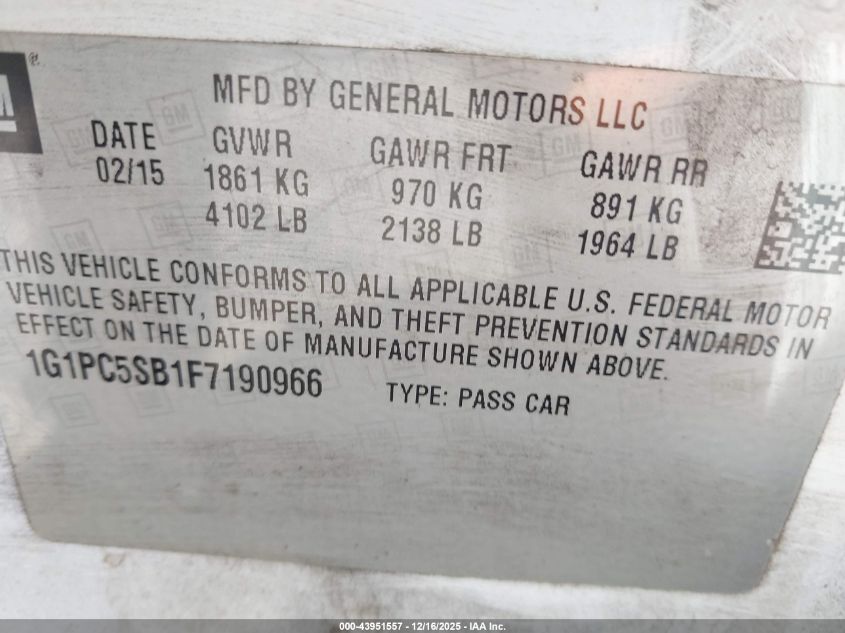 GM ®
MFD BY GENERAL MOTORS LLC
DATE GVWR GAWR FRT GAWR RR
02/15 1861 KG 970 KG 891 KG
4102 LB 2138 LB 1964 LB
THIS VEHICLE CONFORMS TO ALL APPLICABLE U.S. FEDERAL MOTOR
VEHICLE SAFETY, BUMPER, AND THEFT PREVENTION STANDARDS IN
EFFECT ON THE DATE OF MANUFACTURE SHOWN ABOVE.
1G1PC5SB1F7190966 TYPE: PASS CAR
000-43951557 - 12/16/2025 - IAA Inc.